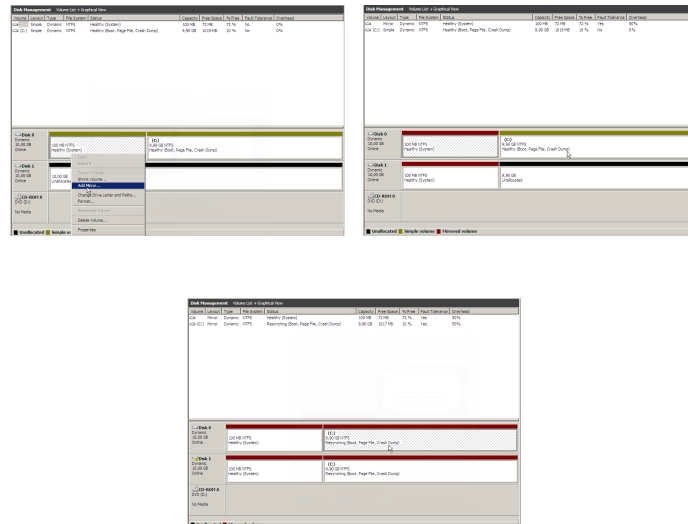 Disk Management Volume List + Graphical View
Volume Layout Type File System Status Capacity Free Space % Free Fault Tolerance Overhead
Simple Dynamic NTFS Healthy (System) 100 MB 72 MB 72 % No 0%
(C:) Simple Dynamic NTFS Healthy (Boot, Page File, Crash Dump) 9,90 GB 1019 MB 10 % No 0%
Disk 0
Dynamic
10,00 GB
Online
100 MB NTFS
Healthy (System)
(C:)
9,90 GB NTFS
Healthy (Boot, Page File, Crash Dump)
Open
Explore
Extend Volume...
Shrink Volume...
Add Mirror...
Change Drive Letter and Paths...
Format...
Reactivate Volume
Delete Volume...
Properties
Disk 1
Dynamic
10,00 GB
Online
10,00 GB
Unallocated
CD-ROM 0
DVD (D:)
No Media
Unallocated Simple
Disk Management Volume List + Graphical View
Volume Layout Type File System Status Capacity Free Space % Free Fault Tolerance Overhead
Mirror Dynamic NTFS Healthy (System) 100 MB 72 MB 72 % Yes 50%
(C:) Simple Dynamic NTFS Healthy (Boot, Page File, Crash Dump) 9,90 GB 1019 MB 10 % No 0%
Disk 0
Dynamic
10,00 GB
Online
100 MB NTFS
Healthy (System)
(C:)
9,90 GB NTFS
Healthy (Boot, Page File, Crash Dump)
Disk 1
Dynamic
10,00 GB
Online
100 MB NTFS
Healthy (System)
9,90 GB
Unallocated
CD-ROM 0
DVD (D:)
No Media
Unallocated Simple volume Mirrored volume
Disk Management Volume List + Graphical View
Volume Layout Type File System Status Capacity Free Space % Free Fault Tolerance Overhead
Mirror Dynamic NTFS Healthy (System) 100 MB 72 MB 72 % Yes 50%
(C:) Mirror Dynamic NTFS Resynching (Boot, Page File, Crash Dump) 9,90 GB 1017 MB 10 % Yes 50%
Disk 0
Dynamic
10,00 GB
Online
100 MB NTFS
Healthy (System)
(C:)
9,90 GB NTFS
Resynching (Boot, Page File, Crash Dump)
Disk 1
Dynamic
10,00 GB
Online
100 MB NTFS
Healthy (System)
(C:)
9,90 GB NTFS
Resynching (Boot, Page File, Crash Dump)
CD-ROM 0
DVD (D:)
No Media